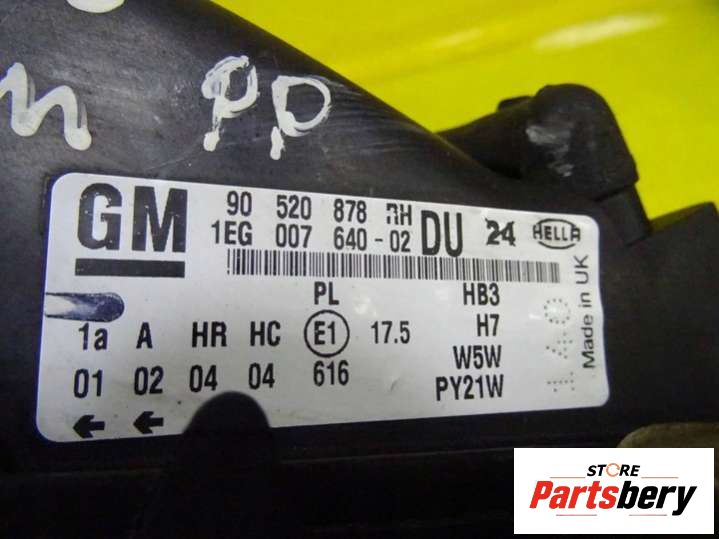 P.P
GM 90 520 878 RH DU 24 HELLA
1EG 007 640-02
PL HB3
1a A HR HC E1 17.5 H7
01 02 04 04 616 W5W
PY21W
Made in UK
STORE
Partsbery